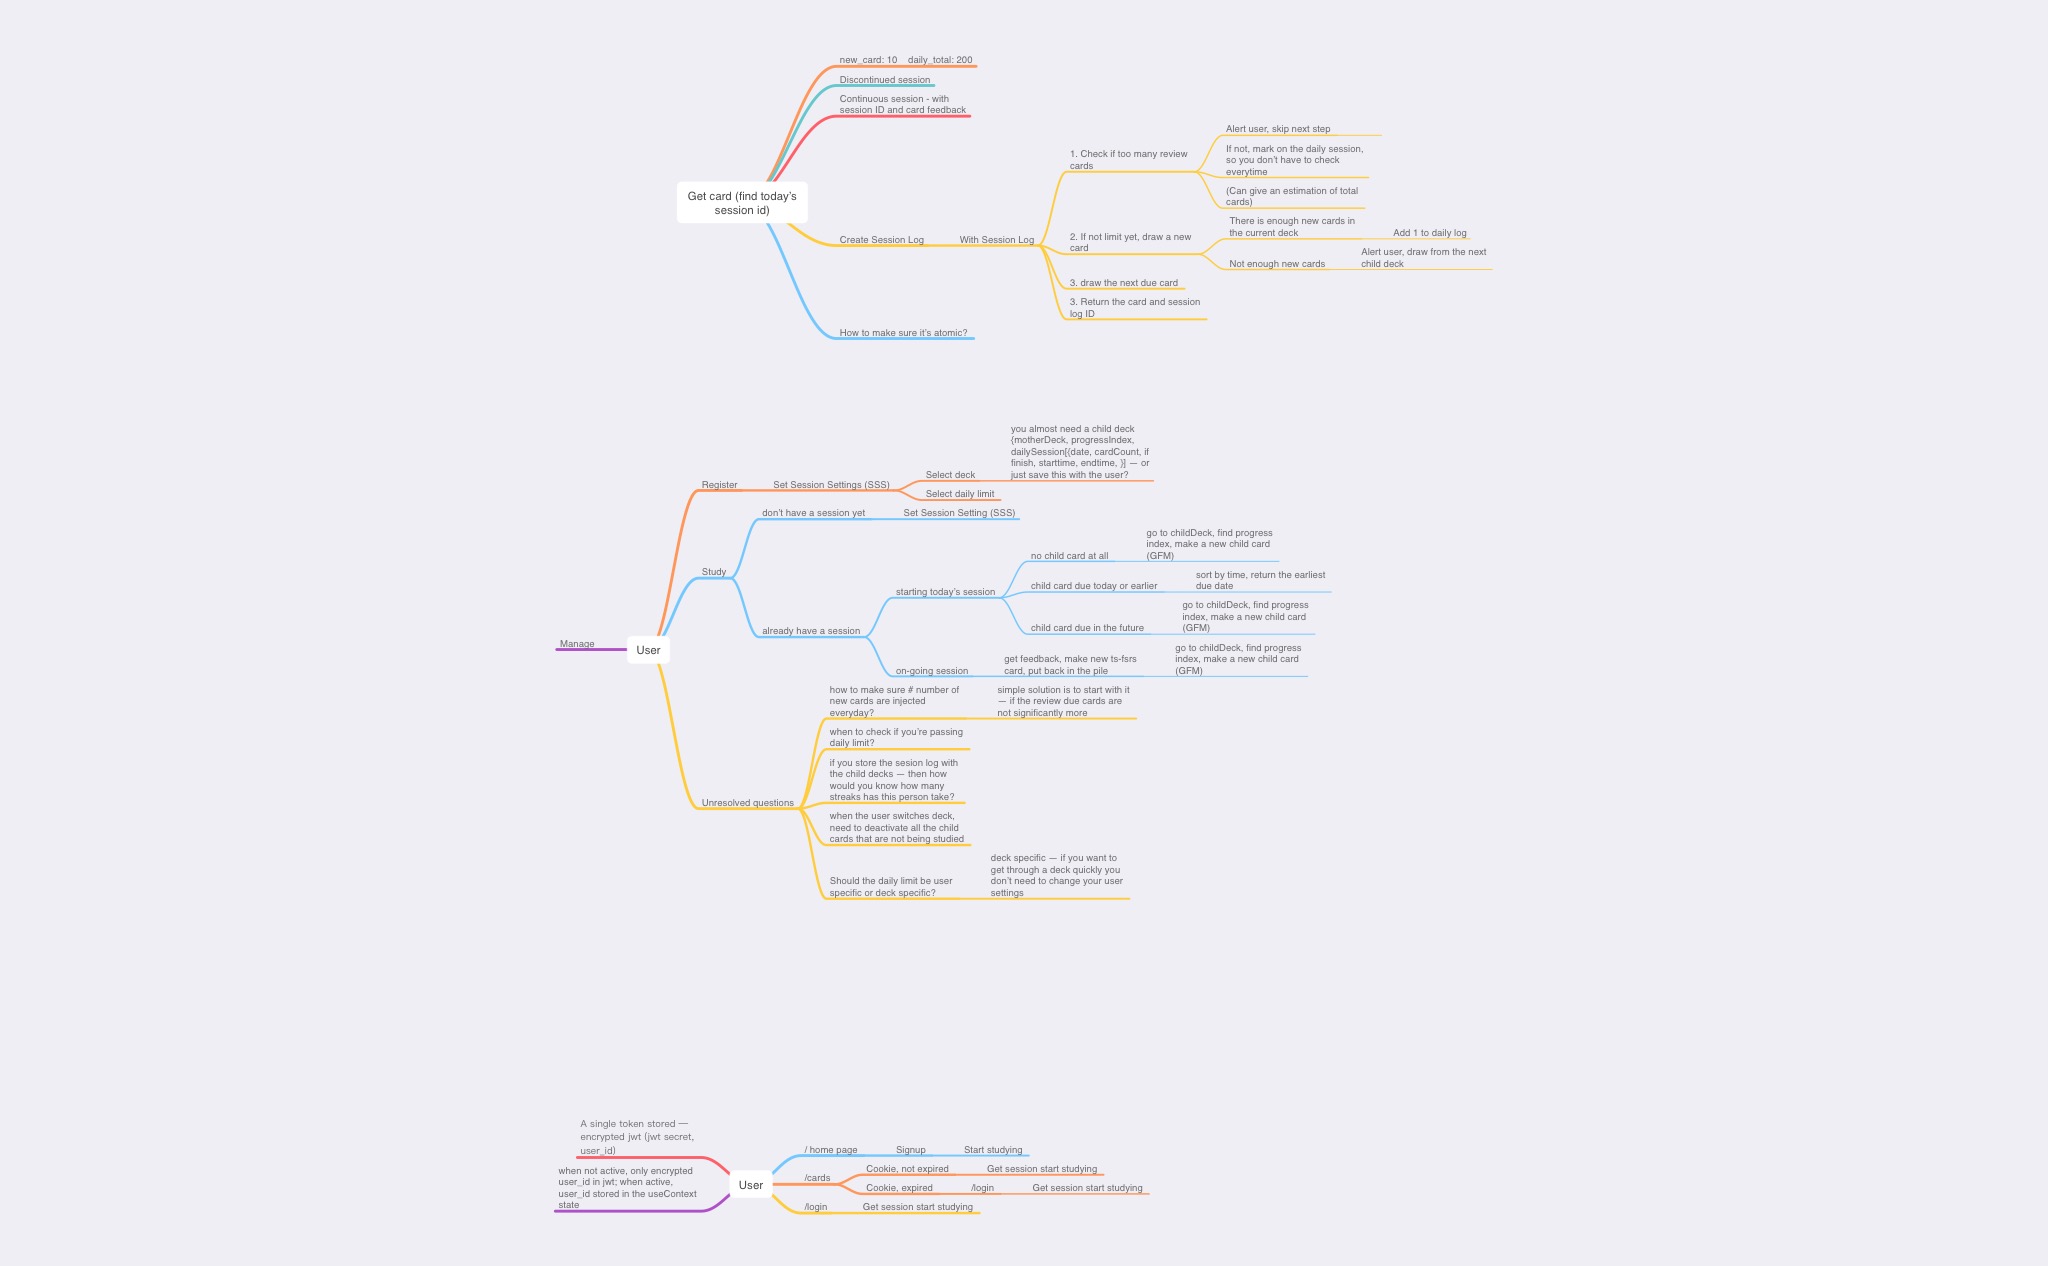 new_card: 10    daily_total: 200
Discontinued session
Continuous session - with
session ID and card feedback
Get card (find today's
session id)
Create Session Log
With Session Log
1. Check if too many review
cards
Alert user, skip next step
If not, mark on the daily session,
so you don't have to check
everytime
(Can give an estimation of total
cards)
2. If not limit yet, draw a new
card
There is enough new cards in
the current deck
Add 1 to daily log
Not enough new cards
Alert user, draw from the next
child deck
3. draw the next due card
3. Return the card and session
log ID
How to make sure it's atomic?
User
Manage
Register
Set Session Settings (SSS)
Select deck
you almost need a child deck
{motherDeck, progressIndex,
dailySession[{date, cardCount, if
finish, starttime, endtime, }] — or
just save this with the user?
Select daily limit
Study
don't have a session yet
Set Session Setting (SSS)
already have a session
starting today's session
no child card at all
go to childDeck, find progress
index, make a new child card
(GFM)
child card due today or earlier
sort by time, return the earliest
due date
child card due in the future
go to childDeck, find progress
index, make a new child card
(GFM)
on-going session
get feedback, make new ts-fsrs
card, put back in the pile
go to childDeck, find progress
index, make a new child card
(GFM)
Unresolved questions
how to make sure # number of
new cards are injected
everyday?
simple solution is to start with it
— if the review due cards are
not significantly more
when to check if you're passing
daily limit?
if you store the sesion log with
the child decks — then how
would you know how many
streaks has this person take?
when the user switches deck,
need to deactivate all the child
cards that are not being studied
Should the daily limit be user
specific or deck specific?
deck specific — if you want to
get through a deck quickly you
don't need to change your user
settings
A single token stored —
encrypted jwt (jwt secret,
user_id)
when not active, only encrypted
user_id in jwt; when active,
user_id stored in the useContext
state
User
/ home page
Signup
Start studying
/cards
Cookie, not expired
Get session start studying
Cookie, expired
/login
Get session start studying
/login
Get session start studying